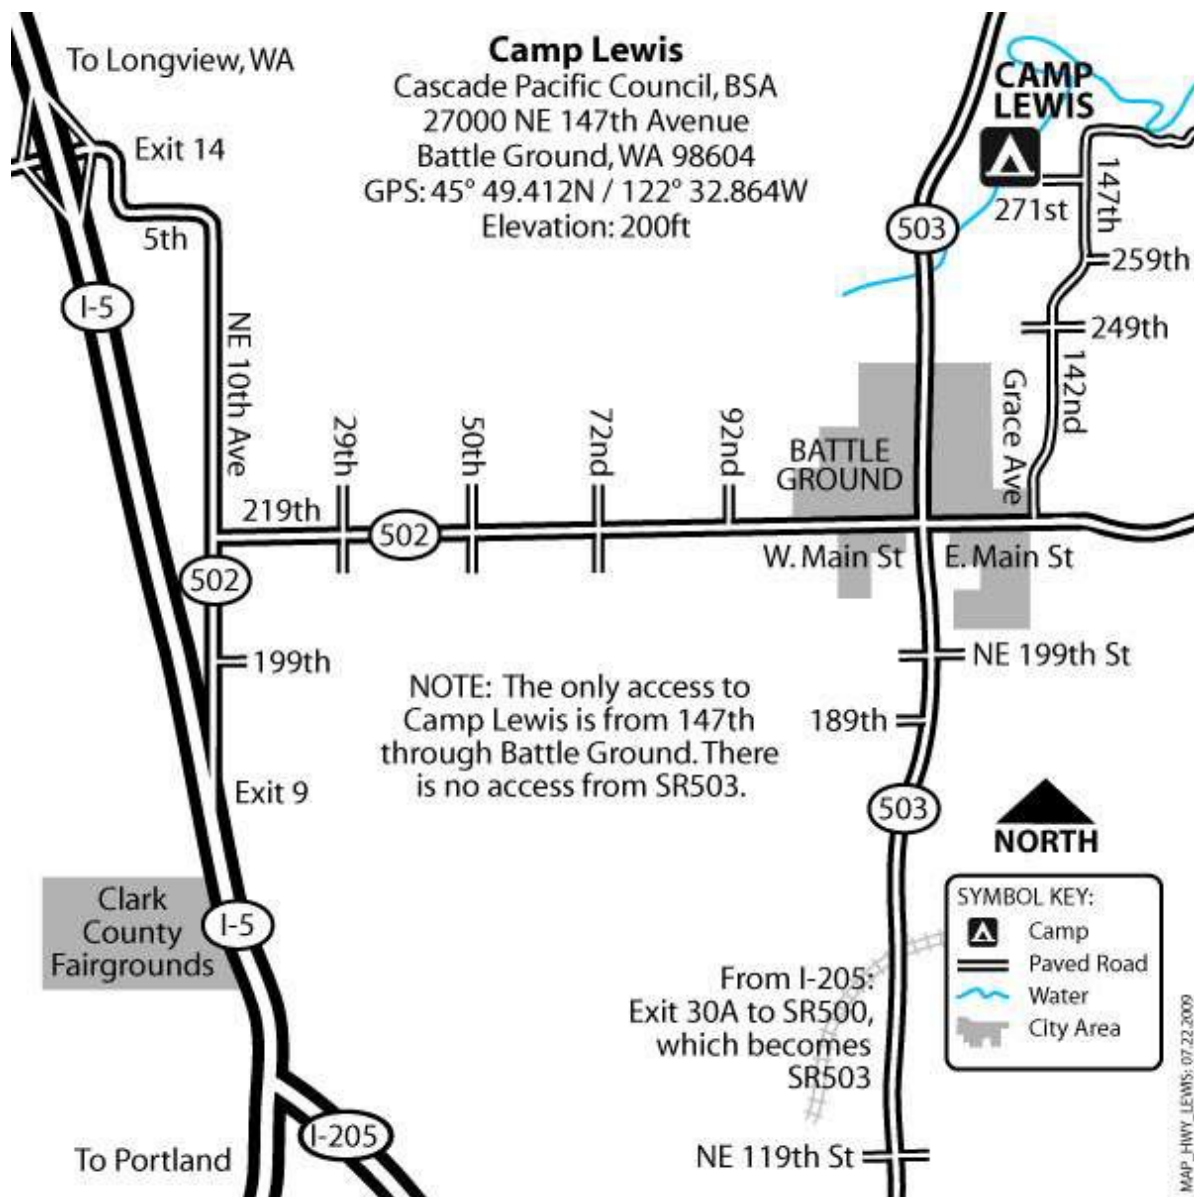 Camp Lewis
Cascade Pacific Council, BSA
27000 NE 147th Avenue
Battle Ground, WA 98604
GPS: 45° 49.412N / 122° 32.864W
Elevation: 200ft
To Longview, WA
Exit 14
5th
I-5
NE 10th Ave
CAMP
LEWIS
271st
147th
503
259th
249th
142nd
Grace Ave
29th
50th
72nd
92nd
BATTLE
GROUND
219th
502
502
W. Main St
E. Main St
199th
NE 199th St
189th
NOTE: The only access to
Camp Lewis is from 147th
through Battle Ground. There
is no access from SR503.
Exit 9
503
NORTH
Clark
County
Fairgrounds
I-5
SYMBOL KEY:
Camp
Paved Road
Water
City Area
From I-205:
Exit 30A to SR500,
which becomes
SR503
I-205
To Portland
NE 119th St
MAP_HWY_LEWIS: 07.22.2009